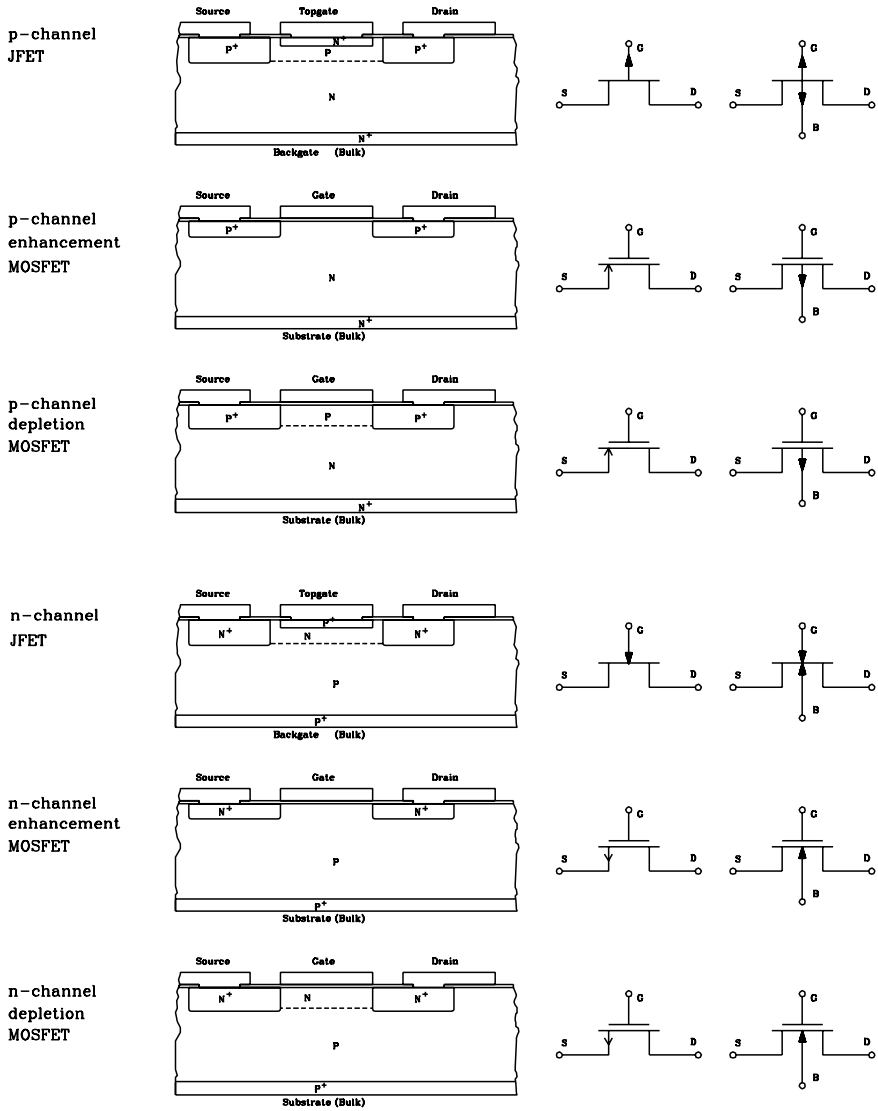 p-channel
JFET
Source Topgate Drain
P+ N+ P+
P
N
N+
Backgate (Bulk)
G G
S D S D
B
p-channel
enhancement
MOSFET
Source Gate Drain
P+ P+
N
N+
Substrate (Bulk)
G G
S D S D
B
p-channel
depletion
MOSFET
Source Gate Drain
P+ P P+
N
N+
Substrate (Bulk)
G G
S D S D
B
n-channel
JFET
Source Topgate Drain
N+ P+ N+
N
P
P+
Backgate (Bulk)
G G
S D S D
B
n-channel
enhancement
MOSFET
Source Gate Drain
N+ N+
P
P+
Substrate (Bulk)
G G
S D S D
B
n-channel
depletion
MOSFET
Source Gate Drain
N+ N N+
P
P+
Substrate (Bulk)
G G
S D S D
B